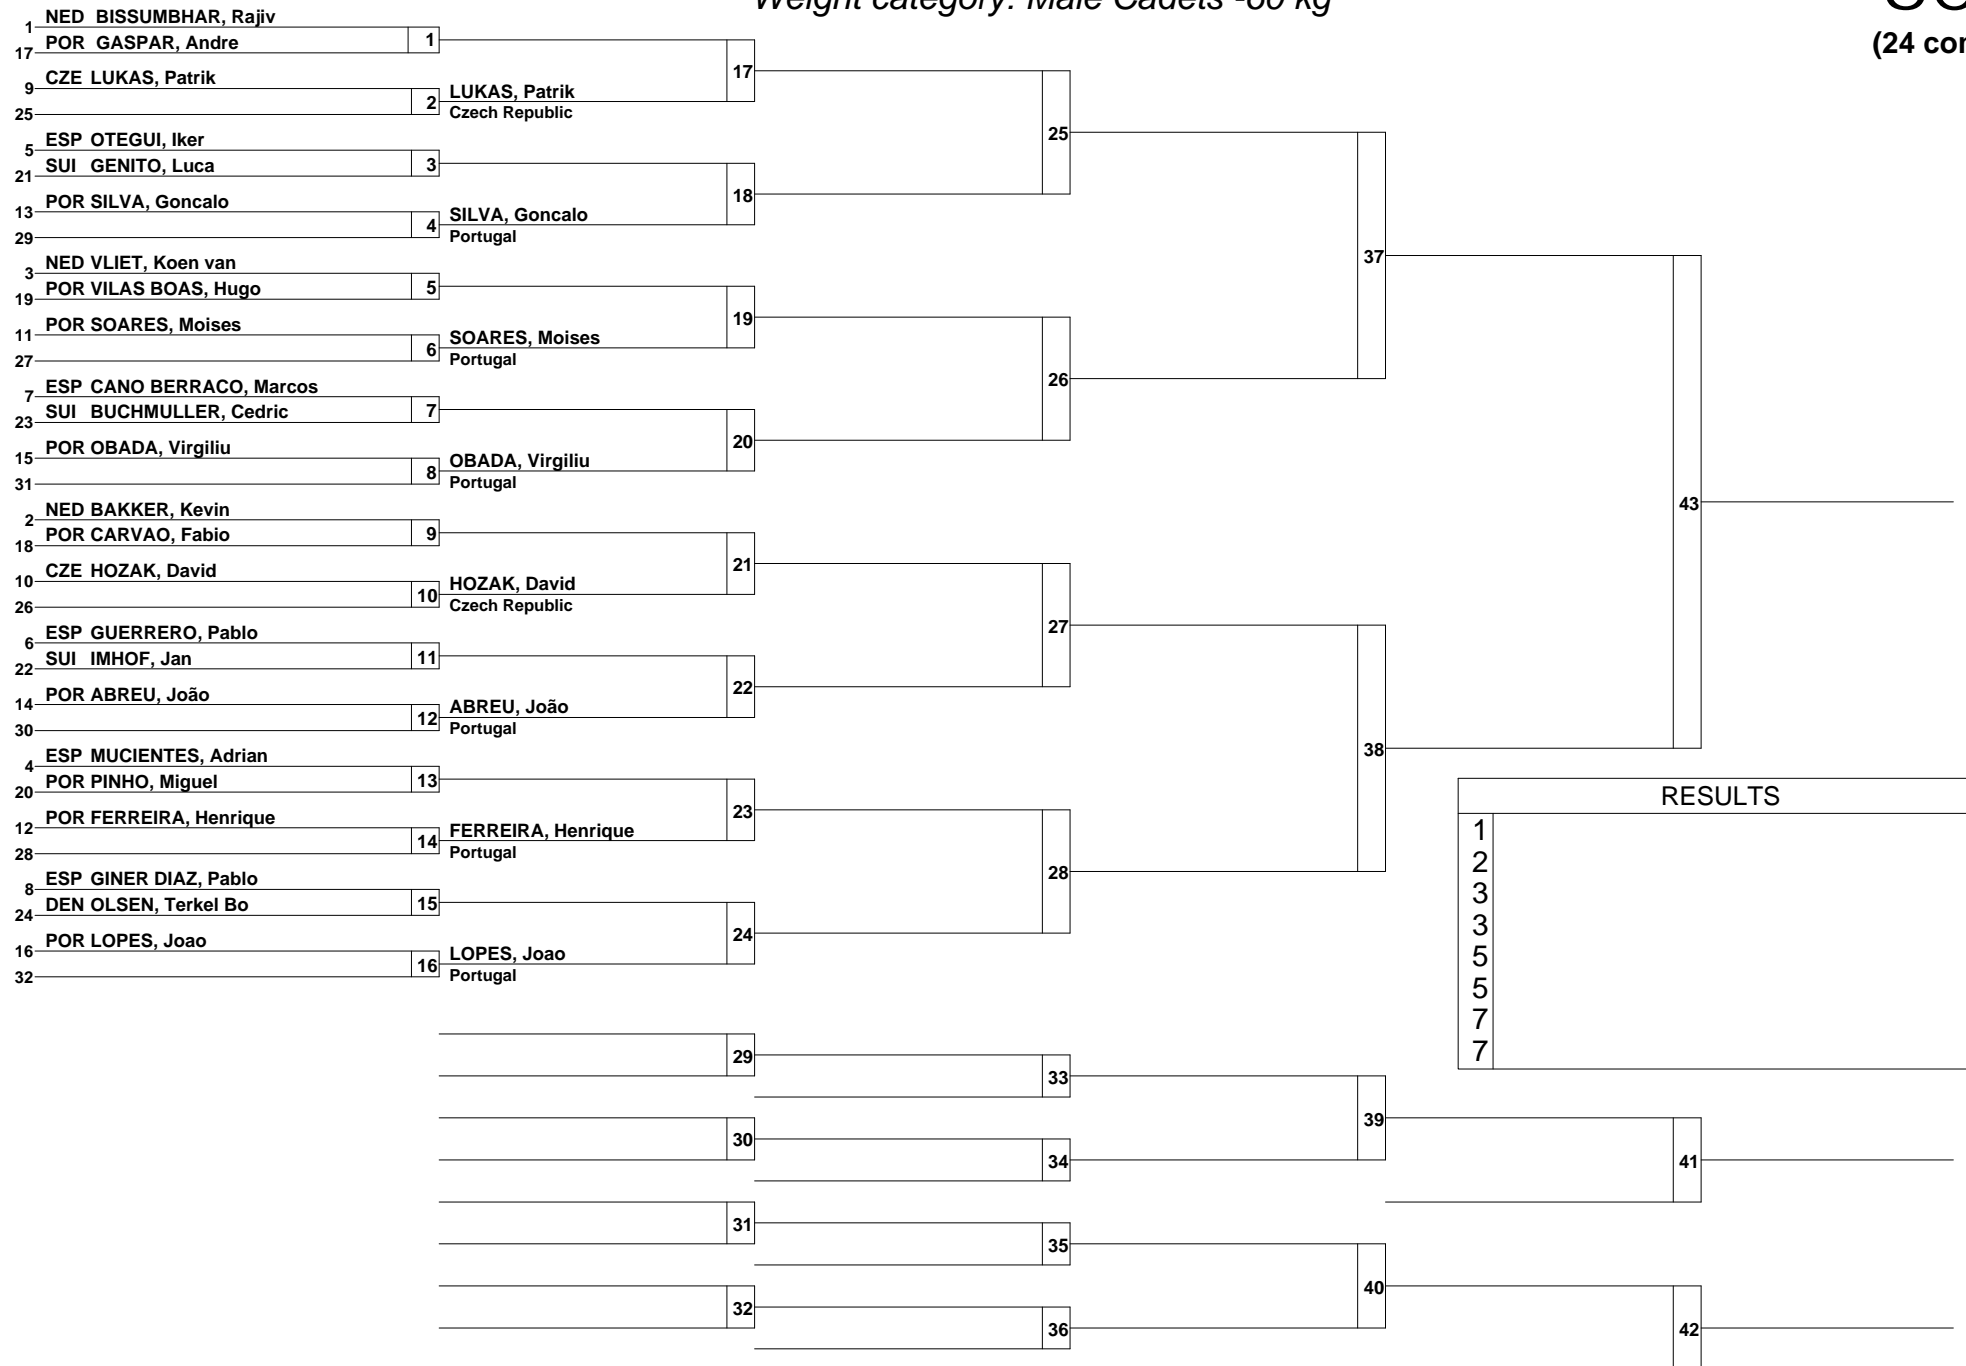 Weight category: Male Cadets -60 kg
(24 con
1 NED BISSUMBHAR, Rajiv
17 POR GASPAR, Andre
1
9 CZE LUKAS, Patrik
25
2
LUKAS, Patrik
Czech Republic
17
5 ESP OTEGUI, Iker
21 SUI GENITO, Luca
3
13 POR SILVA, Goncalo
29
4
SILVA, Goncalo
Portugal
18
25
3 NED VLIET, Koen van
19 POR VILAS BOAS, Hugo
5
11 POR SOARES, Moises
27
6
SOARES, Moises
Portugal
19
7 ESP CANO BERRACO, Marcos
23 SUI BUCHMULLER, Cedric
7
15 POR OBADA, Virgiliu
31
8
OBADA, Virgiliu
Portugal
20
26
37
2 NED BAKKER, Kevin
18 POR CARVAO, Fabio
9
10 CZE HOZAK, David
26
10
HOZAK, David
Czech Republic
21
6 ESP GUERRERO, Pablo
22 SUI IMHOF, Jan
11
14 POR ABREU, João
30
12
ABREU, João
Portugal
22
27
4 ESP MUCIENTES, Adrian
20 POR PINHO, Miguel
13
12 POR FERREIRA, Henrique
28
14
FERREIRA, Henrique
Portugal
23
8 ESP GINER DIAZ, Pablo
24 DEN OLSEN, Terkel Bo
15
16 POR LOPES, Joao
32
16
LOPES, Joao
Portugal
24
28
38
43
RESULTS
1
2
3
3
5
5
7
7
29
33
30
34
39
41
31
35
32
36
40
42